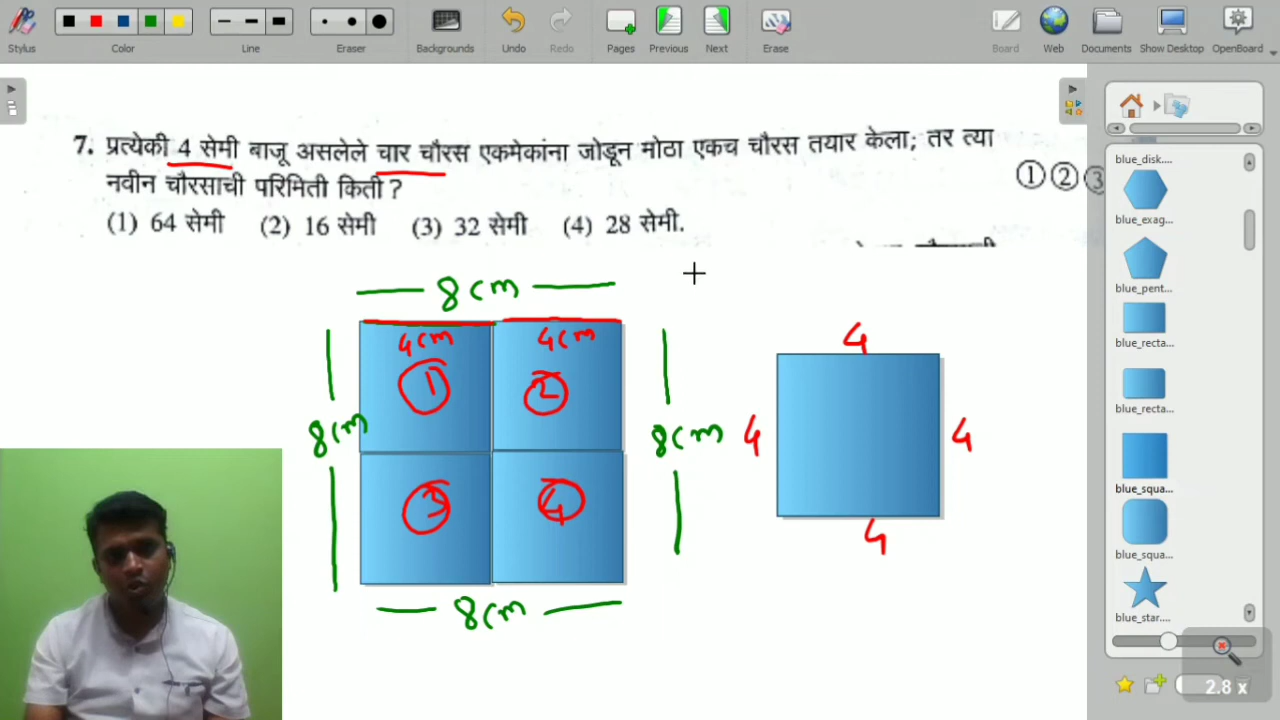 Stylus Color Line Eraser Backgrounds Undo Redo Pages Previous Next Erase Board Web Documents Show Desktop OpenBoard
7. प्रत्येकी 4 सेमी बाजू असलेले चार चौरस एकमेकांना जोडून मोठा एकच चौरस तयार केला; तर त्या
नवीन चौरसाची परिमिती किती ?
① ② ③
(1) 64 सेमी (2) 16 सेमी (3) 32 सेमी (4) 28 सेमी.
8cm
4cm 4cm
① ②
8cm 8cm
③ ④
8cm
4
4 4
4
blue_disk...
blue_exag...
blue_pent...
blue_recta...
blue_recta...
blue_squa...
blue_squa...
blue_star....
2.8 x